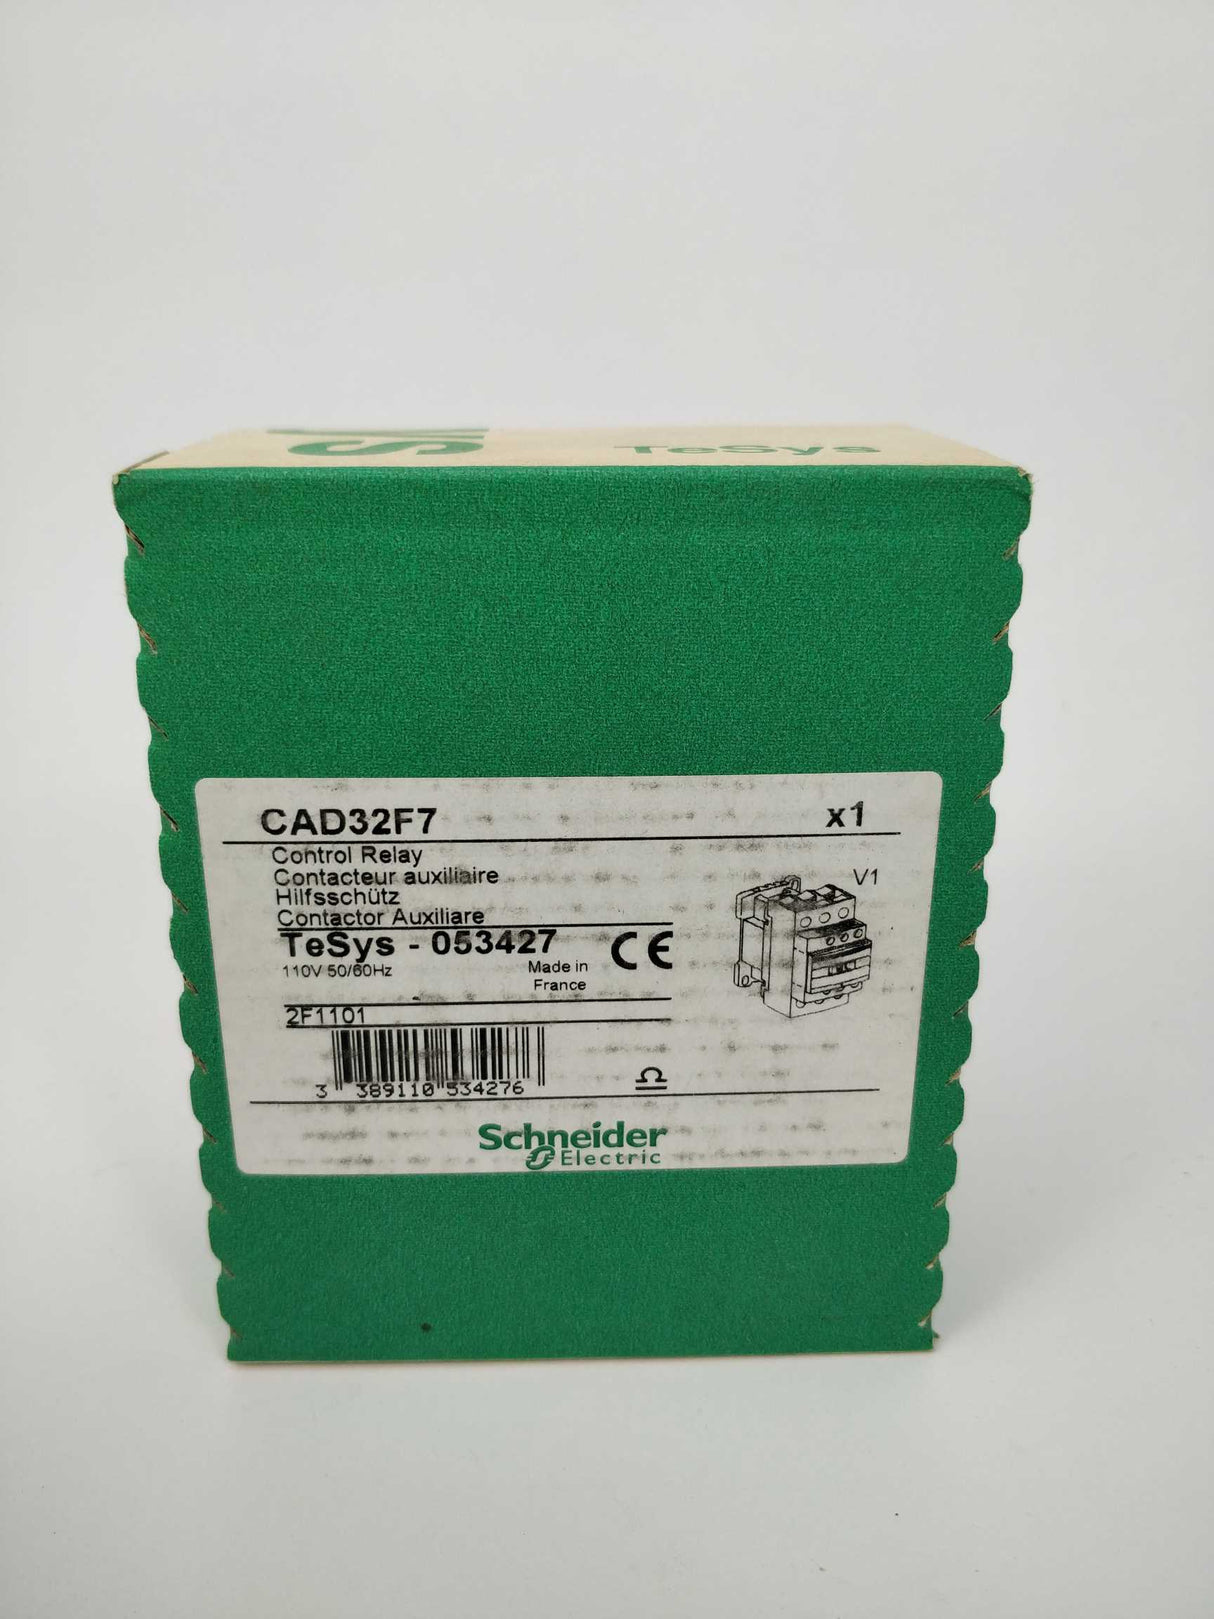 TeSys
CAD32F7 x1
Control Relay
Contacteur auxiliaire
Hilfsschütz
Contactor Auxiliare
V1
TeSys - 053427
110V 50/60Hz
Made in
France
CE
2F1101
3 389110 534276
Schneider
Electric